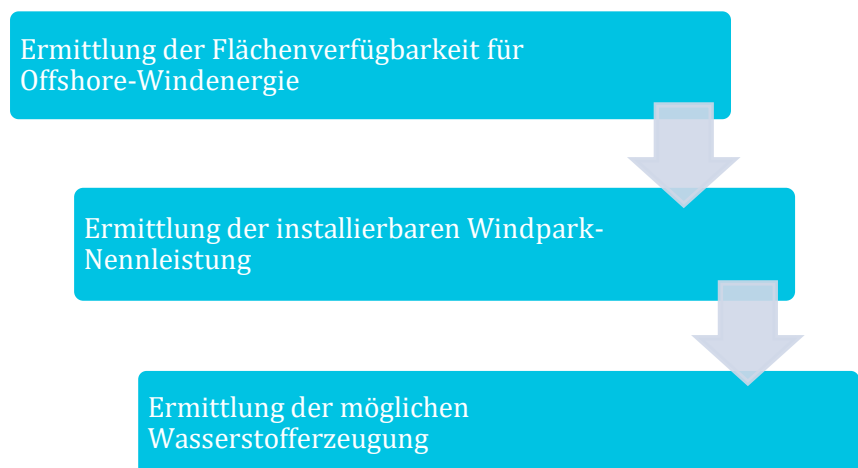 Ermittlung der Flächenverfügbarkeit für
Offshore-Windenergie
Ermittlung der installierbaren Windpark-
Nennleistung
Ermittlung der möglichen
Wasserstofferzeugung